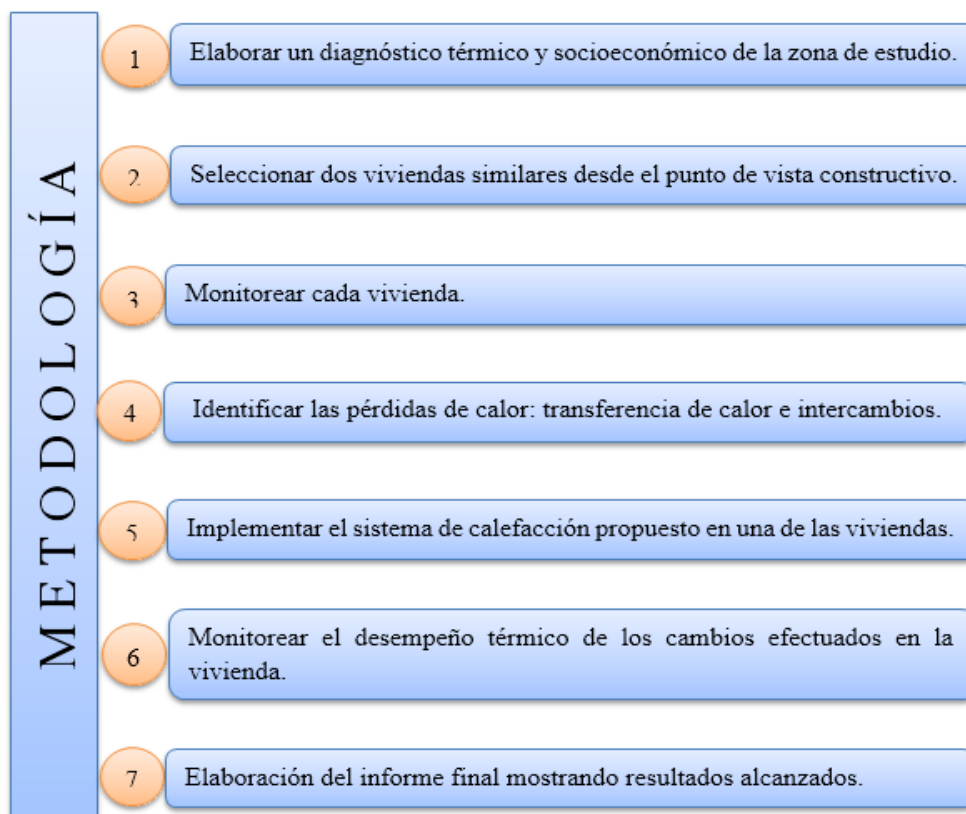 METODOLOGÍA
1
Elaborar un diagnóstico térmico y socioeconómico de la zona de estudio.
2
Seleccionar dos viviendas similares desde el punto de vista constructivo.
3
Monitorear cada vivienda.
4
Identificar las pérdidas de calor: transferencia de calor e intercambios.
5
Implementar el sistema de calefacción propuesto en una de las viviendas.
6
Monitorear el desempeño térmico de los cambios efectuados en la
vivienda.
7
Elaboración del informe final mostrando resultados alcanzados.